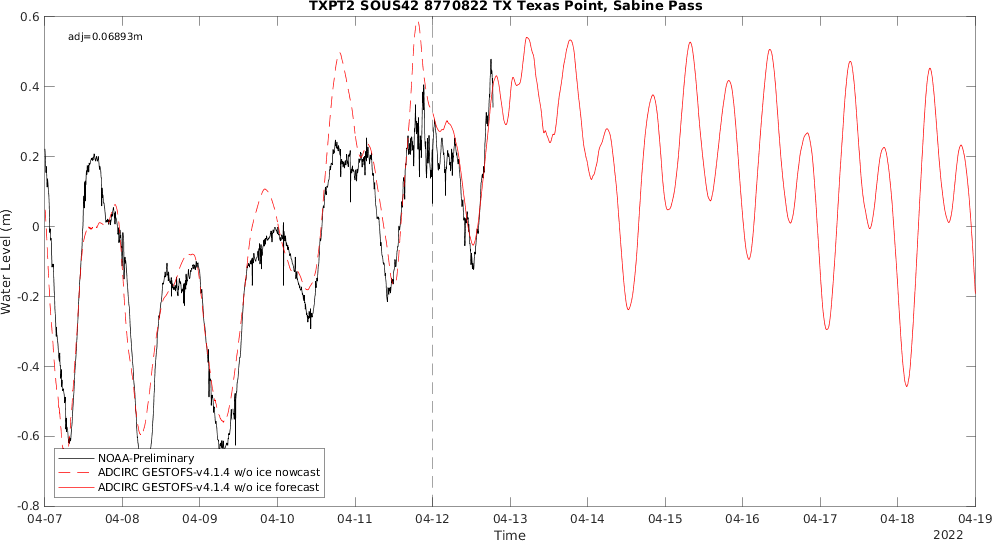 TXPT2 SOUS42 8770822 TX Texas Point, Sabine Pass
adj=0.06893m
0.6
0.4
0.2
0
-0.2
-0.4
-0.6
-0.8
Water Level (m)
NOAA-Preliminary
ADCIRC GESTOFS-v4.1.4 w/o ice nowcast
ADCIRC GESTOFS-v4.1.4 w/o ice forecast
04-07 04-08 04-09 04-10 04-11 04-12 04-13 04-14 04-15 04-16 04-17 04-18 04-19
Time
2022